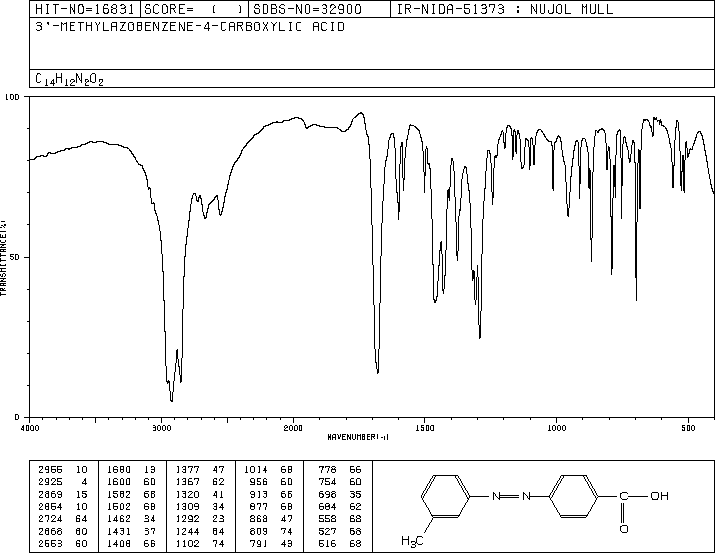 HIT-NO=16831 SCORE= ( ) SDBS-NO=32900 IR-NIDA-51373 : NUJOL MULL
3'-METHYLAZOBENZENE-4-CARBOXYLIC ACID
C14H12N2O2
100
50
0
TRANSMITTANCE(%)
4000 3000 2000 1500 1000 500
WAVENUMBER(-1)
2955 10 1680 13 1377 47 1014 68 778 56
2925 4 1600 60 1367 62 956 60 754 60
2869 15 1582 68 1320 41 913 66 698 35
2854 10 1502 68 1309 34 877 68 684 62
2724 64 1462 34 1292 23 868 47 558 68
2668 60 1431 37 1244 64 809 74 527 68
2553 60 1408 66 1102 74 791 43 516 68
N N C OH
O
H3C